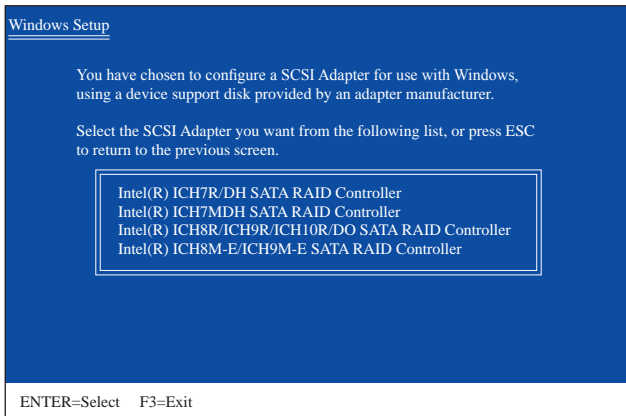 Windows Setup
You have chosen to configure a SCSI Adapter for use with Windows,
using a device support disk provided by an adapter manufacturer.
Select the SCSI Adapter you want from the following list, or press ESC
to return to the previous screen.
Intel(R) ICH7R/DH SATA RAID Controller
Intel(R) ICH7MDH SATA RAID Controller
Intel(R) ICH8R/ICH9R/ICH10R/DO SATA RAID Controller
Intel(R) ICH8M-E/ICH9M-E SATA RAID Controller
ENTER=Select F3=Exit